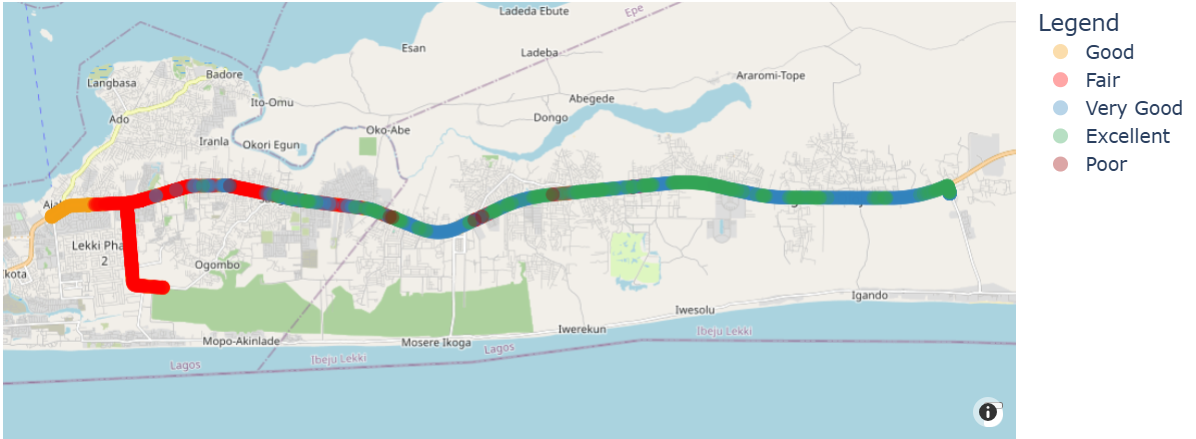 Ladeda Ebute
Epe
Esan
Ladeba
Langbasa
Badore
Araromi-Tope
Ito-Omu
Abegede
Ado
Dongo
Oko-Abe
Iranla
Okori Egun
Lekki Pha
2
Ogombo
Ikota
Igando
Iwesolu
Iwerekun
Ibeju Lekki
Mopo-Akinlade
Mosere Ikoga
Lagos
Ibeju Lekki
Lagos
Legend
Good
Fair
Very Good
Excellent
Poor